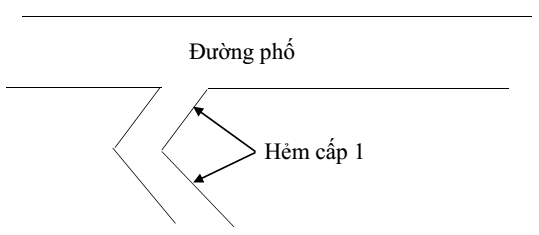 Đường phố
Hẻm cấp 1